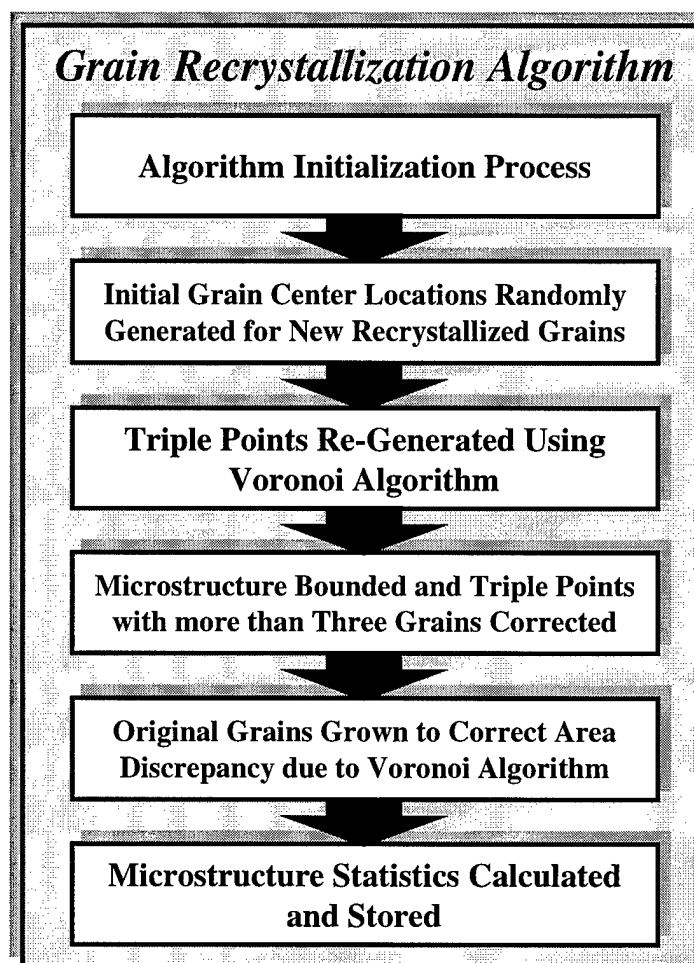 Grain Recrystallization Algorithm
Algorithm Initialization Process
Initial Grain Center Locations Randomly
Generated for New Recrystallized Grains
Triple Points Re-Generated Using
Voronoi Algorithm
Microstructure Bounded and Triple Points
with more than Three Grains Corrected
Original Grains Grown to Correct Area
Discrepancy due to Voronoi Algorithm
Microstructure Statistics Calculated
and Stored